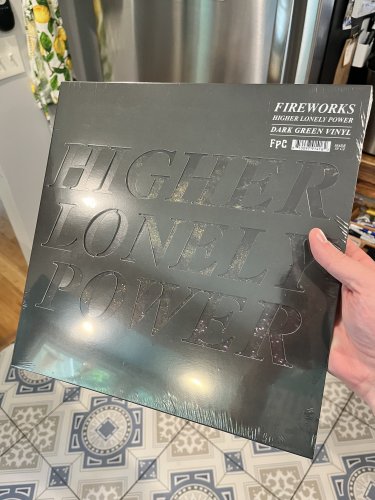 FIREWORKS
HIGHER LONELY POWER
DARK GREEN VINYL
FPC
HIGHER
LONELY
POWER